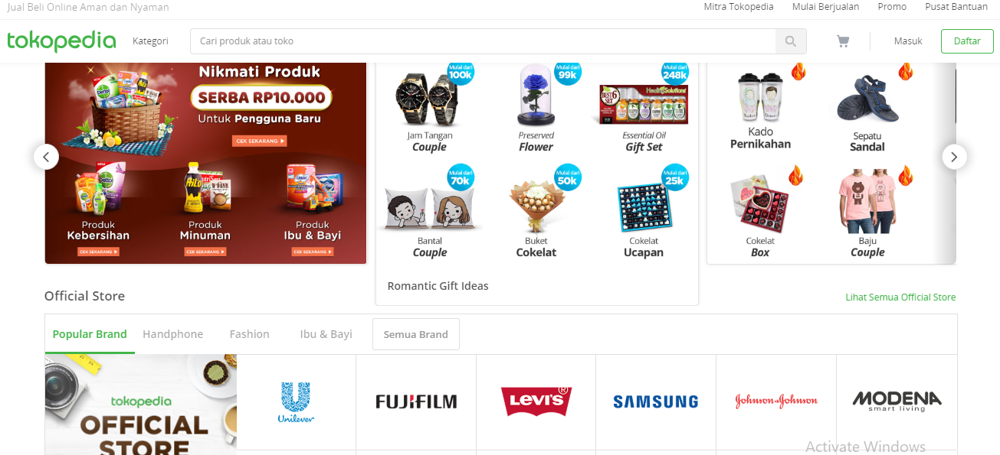 Jual Beli Online Aman dan Nyaman
Mitra Tokopedia Mulai Berjualan Promo Pusat Bantuan
tokopedia Kategori Cari produk atau toko Masuk Daftar
Nikmati Produk
SERBA RP10.000
Untuk Pengguna Baru
CEK SEKARANG
Dettol
Produk
Kebersihan
CEK SEKARANG
MILO
Produk
Minuman
CEK SEKARANG
Produk
Ibu & Bayi
CEK SEKARANG
Mulai dari
100k
Jam Tangan
Couple
Mulai dari
99k
Preserved
Flower
Mulai dari
248k
BEST 6
SET
Essential Oil
Gift Set
Mulai dari
70k
Bantal
Couple
Mulai dari
50k
Buket
Cokelat
Mulai dari
25k
Cokelat
Ucapan
Romantic Gift Ideas
Kado
Pernikahan
Sepatu
Sandal
Cokelat
Box
Baju
Couple
Official Store
Lihat Semua Official Store
Popular Brand Handphone Fashion Ibu & Bayi Semua Brand
tokopedia
OFFICIAL
STORE
Unilever
FUJIFILM
LEVI'S®
SAMSUNG
Johnson & Johnson
MODENA
smart living
Activate Windows